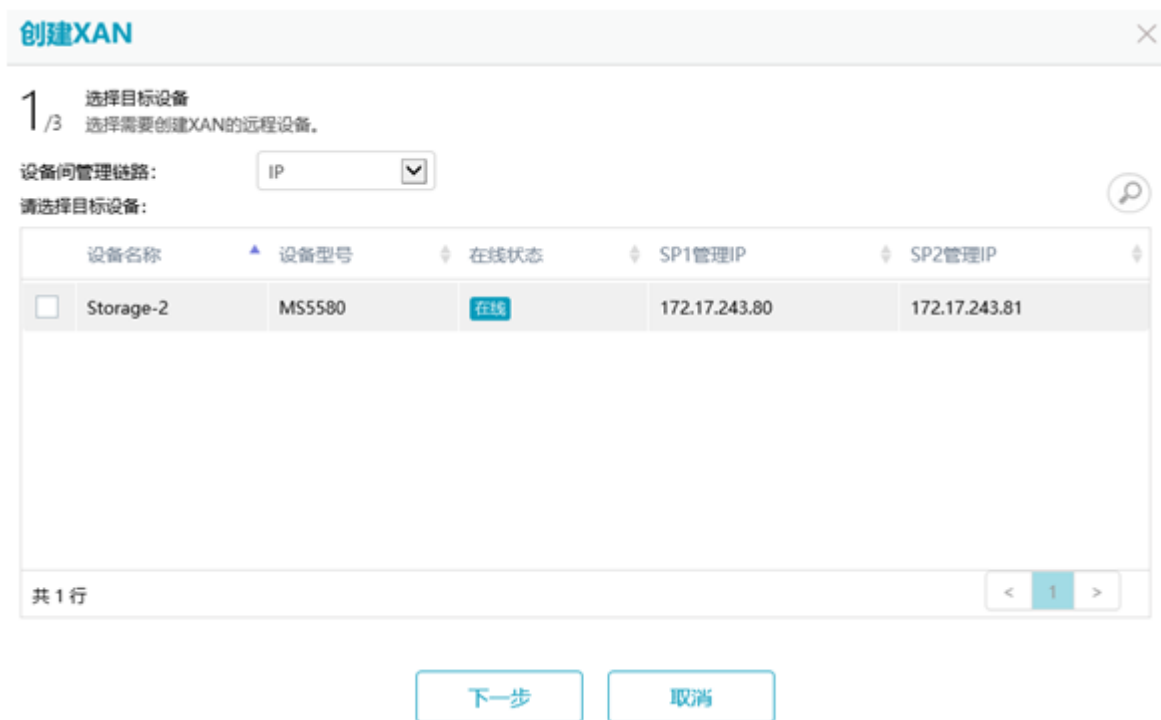 创建XAN
1/3 选择目标设备
选择需要创建XAN的远程设备。
设备间管理链路: IP
请选择目标设备:
设备名称 设备型号 在线状态 SP1管理IP SP2管理IP
Storage-2 MS5580 在线 172.17.243.80 172.17.243.81
共 1 行 < 1 >
下一步 取消